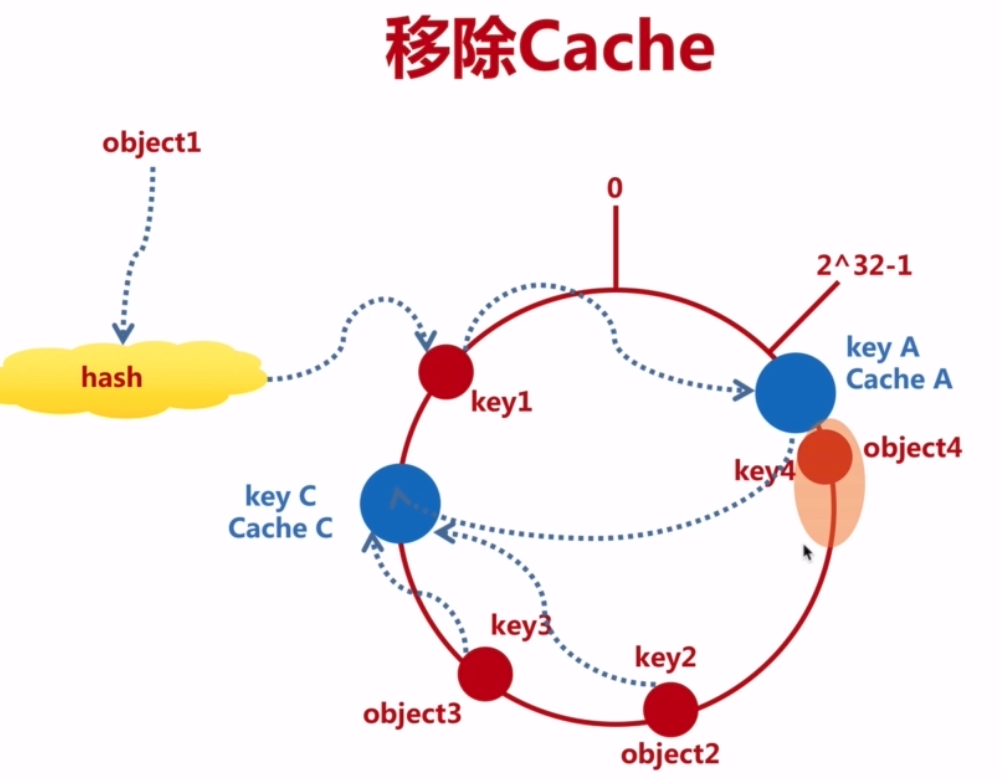 移除Cache
object1
0
2^32-1
hash
key1
key A
Cache A
key4
object4
key C
Cache C
key3
key2
object3
object2